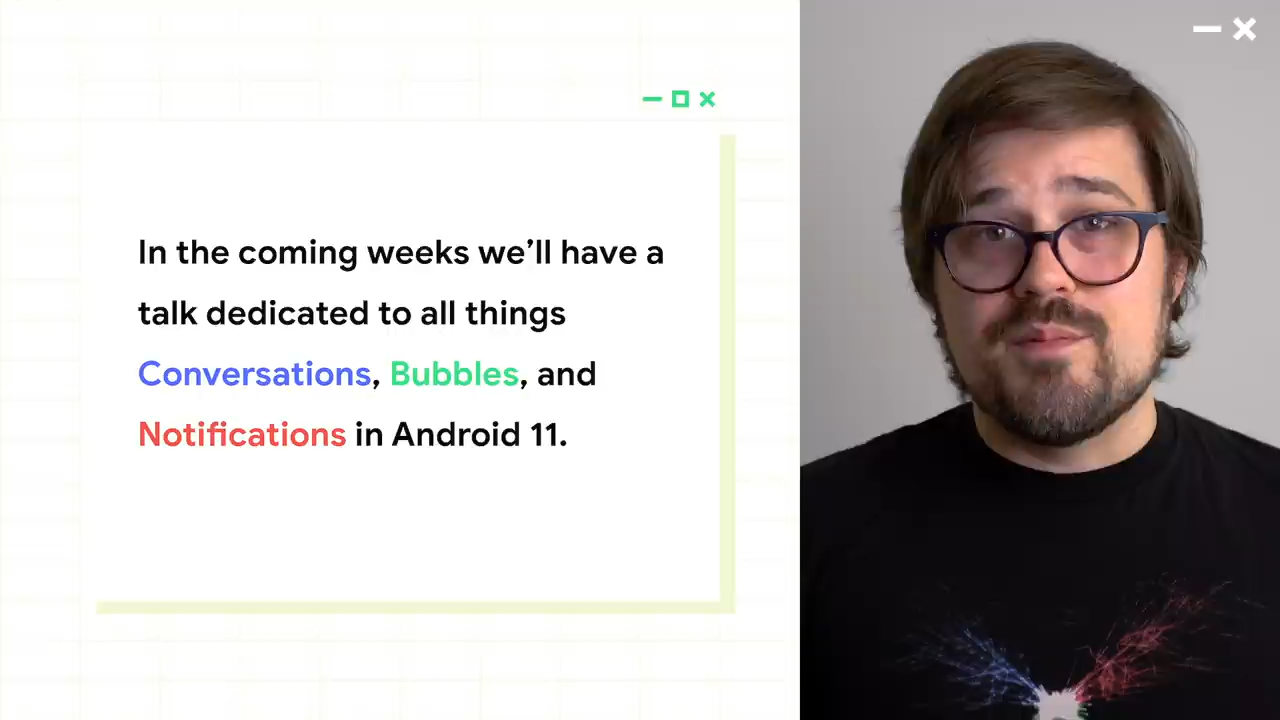 In the coming weeks we’ll have a
talk dedicated to all things
Conversations, Bubbles, and
Notifications in Android 11.